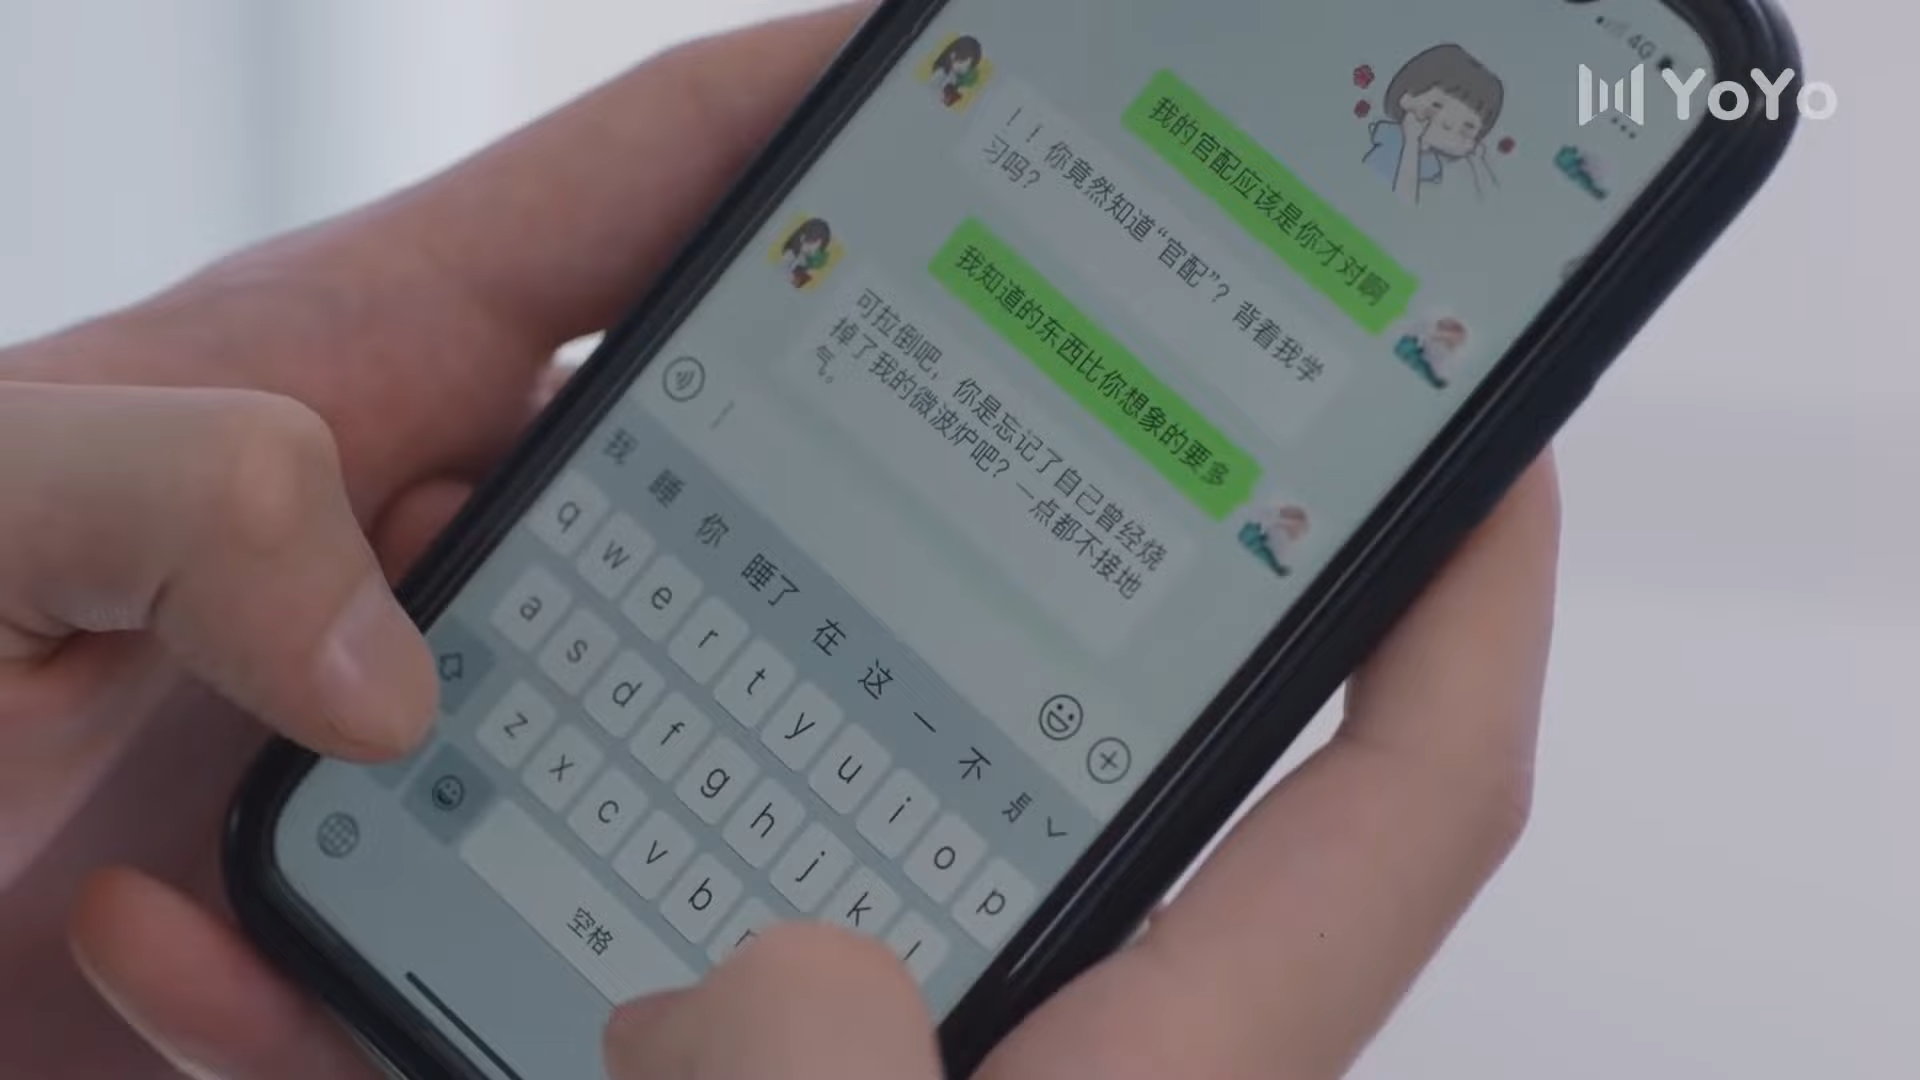 4G
YoYo
我的官配应该是你才对啊
！！你竟然知道“官配”？背着我学
习吗？
我知道的东西比你想象的要多
可拉倒吧，你是忘记了自己曾经烧
掉了我的微波炉吧？一点都不接地
气。
我 睡 你 睡了 在 这 一 不 是
q w e r t y u i o p
a s d f g h j k l
z x c v b n
空格